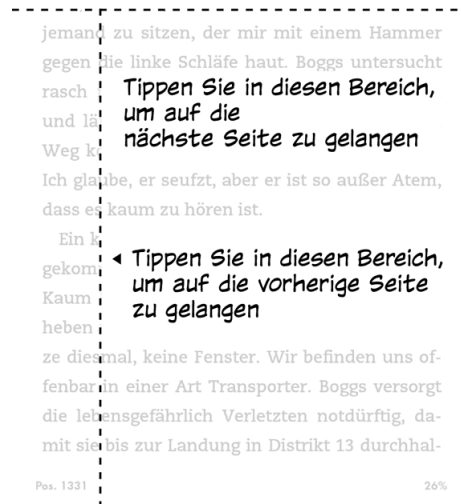 jemand zu sitzen, der mir mit einem Hammer
gegen die linke Schläfe haut. Boggs untersucht
rasch
und lä
Weg k
Tippen Sie in diesen Bereich,
um auf die
nächste Seite zu gelangen
Ich glaube, er seufzt, aber er ist so außer Atem,
dass es kaum zu hören ist.
Ein k
gekom
Kaum
heben
◂ Tippen Sie in diesen Bereich,
um auf die vorherige Seite
zu gelangen
ze diesmal, keine Fenster. Wir befinden uns of-
fenbar in einer Art Transporter. Boggs versorgt
die lebensgefährlich Verletzten notdürftig, da-
mit sie bis zur Landung in Distrikt 13 durchhal-
Pos. 1331 26%